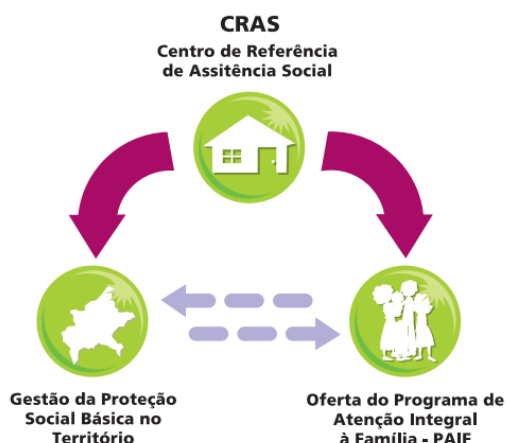 CRAS
Centro de Referência
de Assitência Social
Gestão da Proteção
Social Básica no
Território
Oferta do Programa de
Atenção Integral
à Família - PAIF